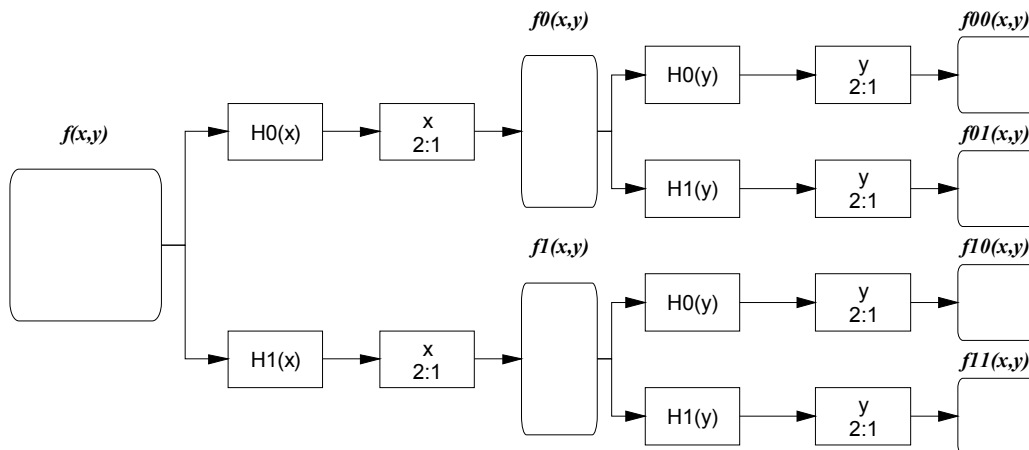 f0(x,y)
f00(x,y)
H0(y)
y
2:1
f(x,y)
H0(x)
x
2:1
f01(x,y)
H1(y)
y
2:1
f1(x,y)
f10(x,y)
H0(y)
y
2:1
H1(x)
x
2:1
f11(x,y)
H1(y)
y
2:1